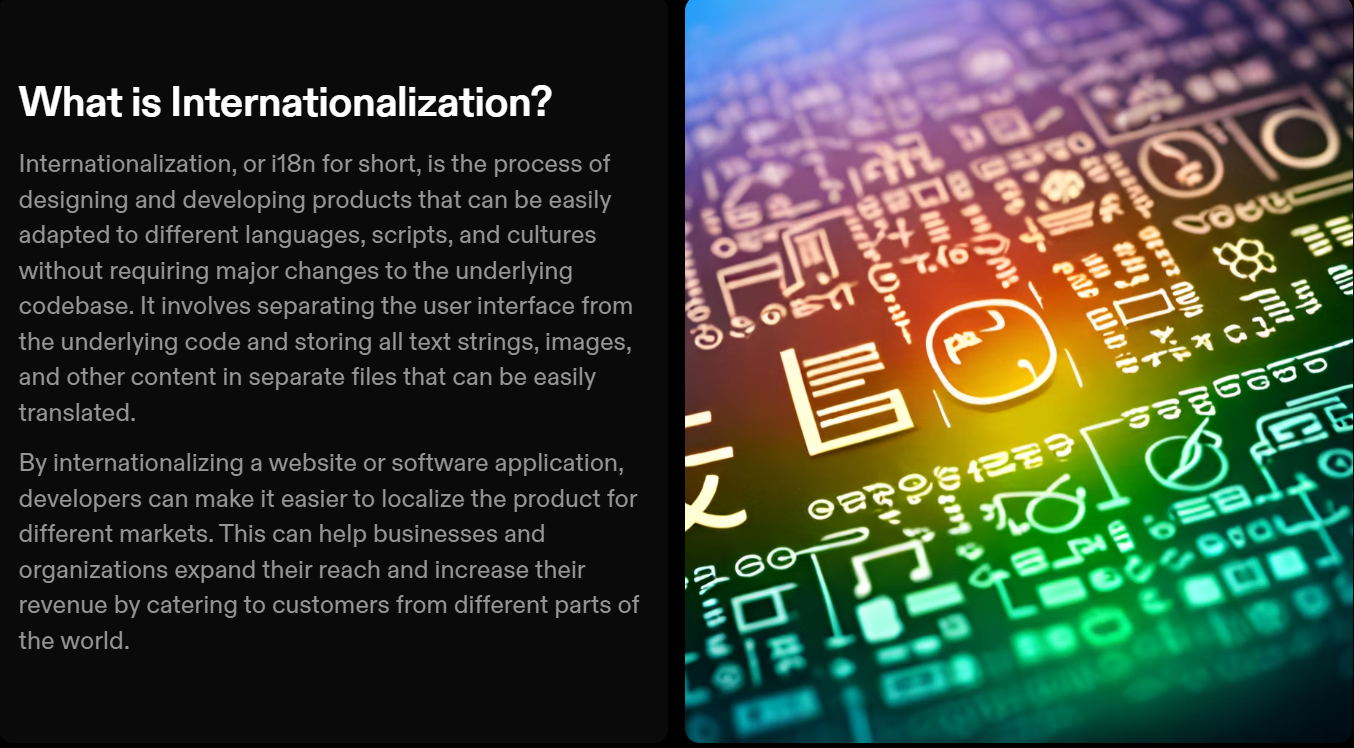 What is Internationalization?
Internationalization, or i18n for short, is the process of
designing and developing products that can be easily
adapted to different languages, scripts, and cultures
without requiring major changes to the underlying
codebase. It involves separating the user interface from
the underlying code and storing all text strings, images,
and other content in separate files that can be easily
translated.
By internationalizing a website or software application,
developers can make it easier to localize the product for
different markets. This can help businesses and
organizations expand their reach and increase their
revenue by catering to customers from different parts of
the world.